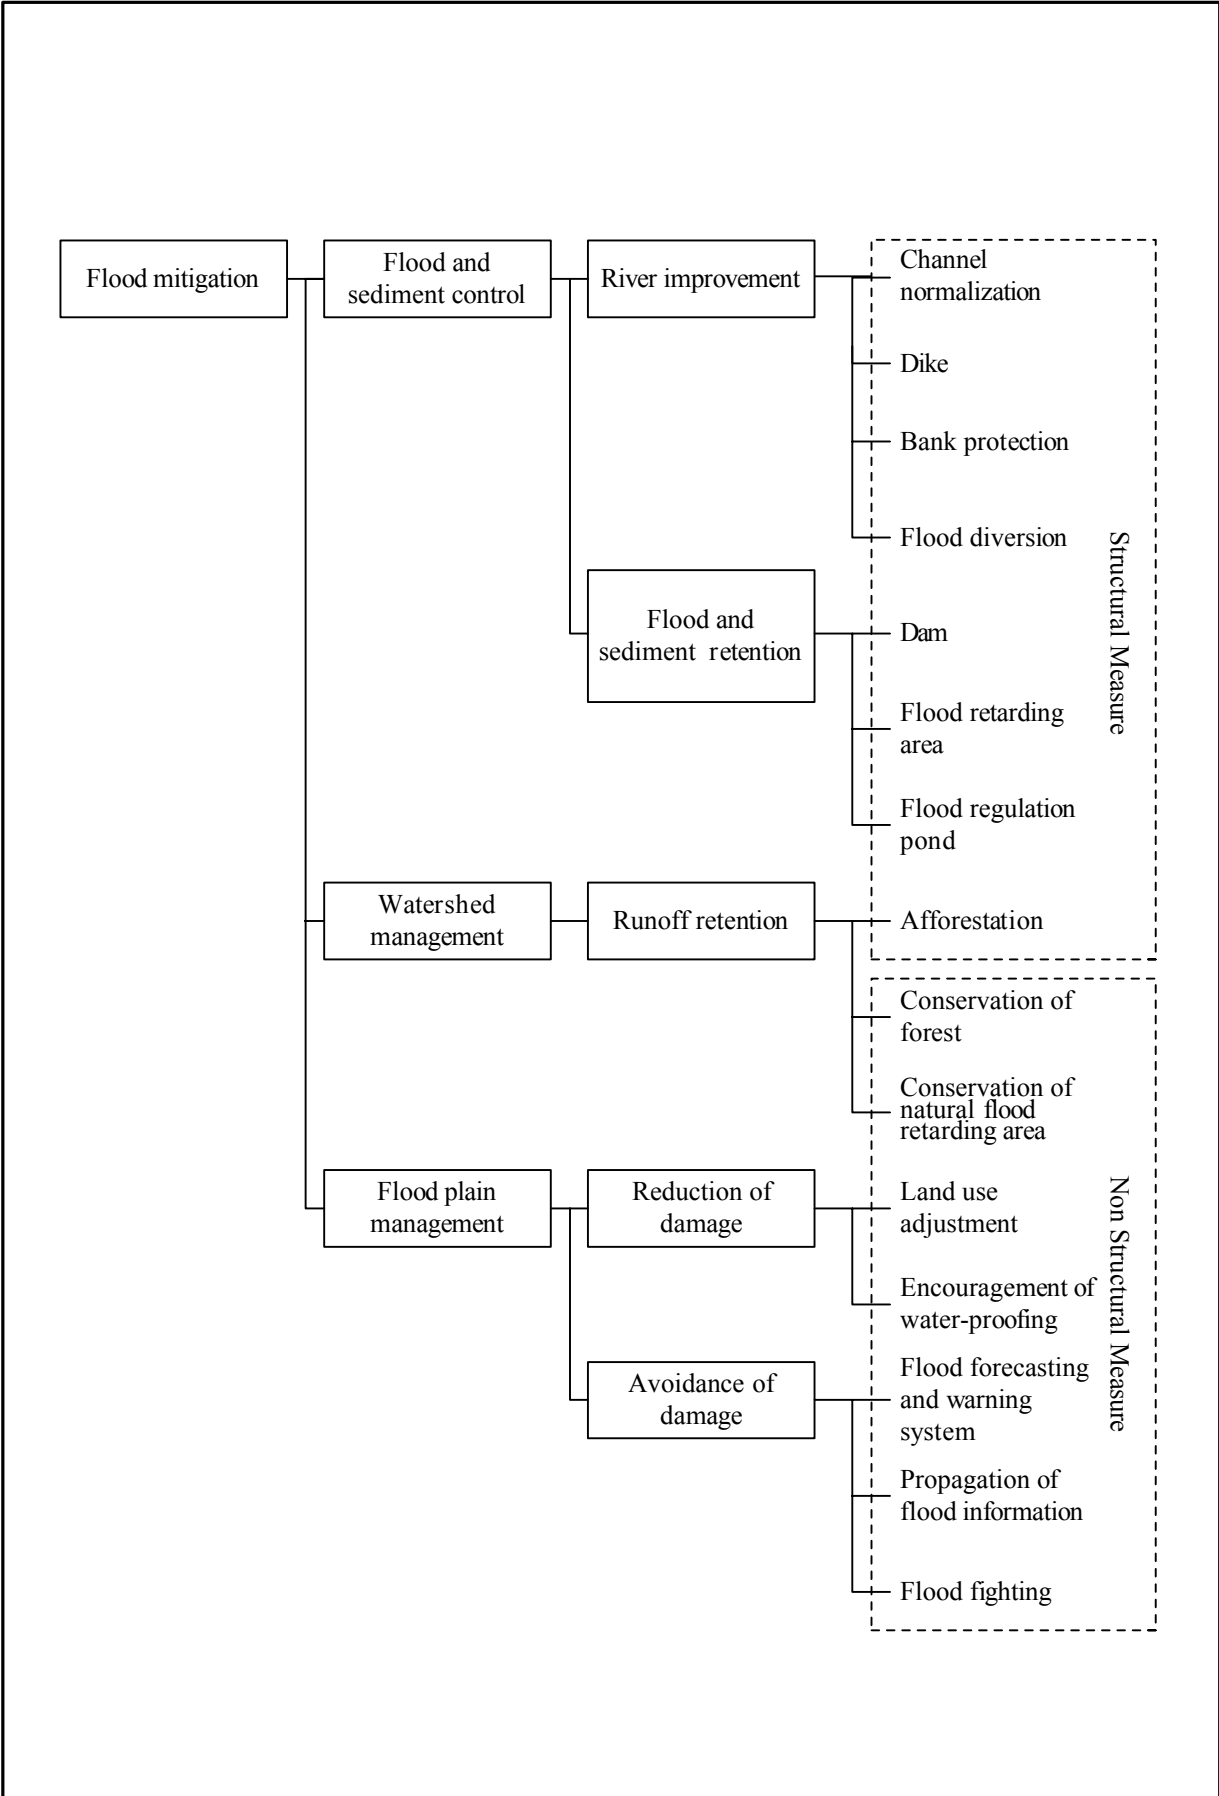 Flood mitigation
Flood and
sediment control
River improvement
Channel
normalization
Dike
Bank protection
Flood diversion
Flood and
sediment retention
Dam
Flood retarding
area
Flood regulation
pond
Structural Measure
Watershed
management
Runoff retention
Afforestation
Conservation of
forest
Conservation of
natural flood
retarding area
Flood plain
management
Reduction of
damage
Land use
adjustment
Encouragement of
water-proofing
Avoidance of
damage
Flood forecasting
and warning
system
Propagation of
flood information
Flood fighting
Non Structural Measure